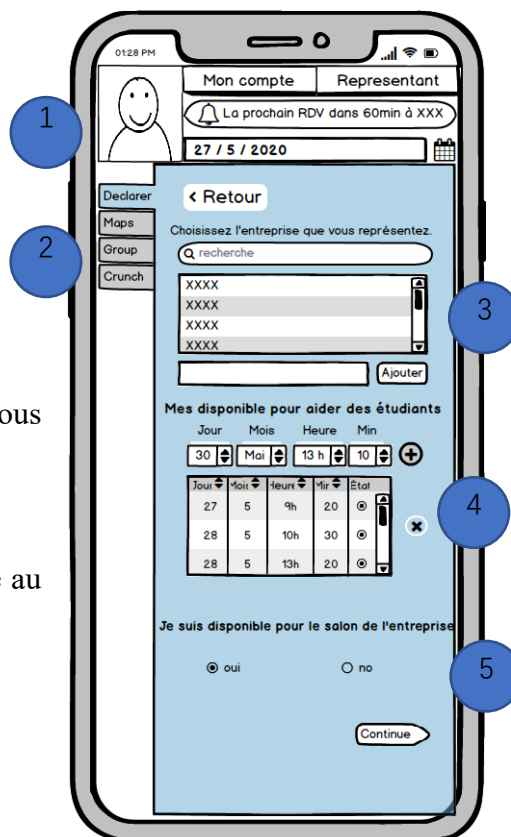 01:28 PM
Mon compte
Representant
La prochain RDV dans 60min à XXX
27 / 5 / 2020
1
Declarer
Maps
Group
Crunch
2
< Retour
Choisissez l'entreprise que vous représentez.
recherche
XXXX
XXXX
XXXX
XXXX
3
Ajouter
ous
Mes disponible pour aider des étudiants
Jour Mois Heure Min
30 Mai 13 h 10
Jour Mois Heure Min État
27 5 9h 20
28 5 10h 30
28 5 13h 20
4
au
Je suis disponible pour le salon de l'entreprise
oui no
5
Continue